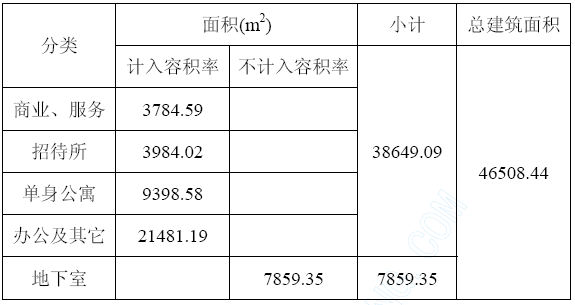 分类 面积(m²) 小计 总建筑面积
计入容积率 不计入容积率
商业、服务 3784.59
招待所 3984.02 38649.09
单身公寓 9398.58 46508.44
办公及其它 21481.19
地下室 7859.35 7859.35